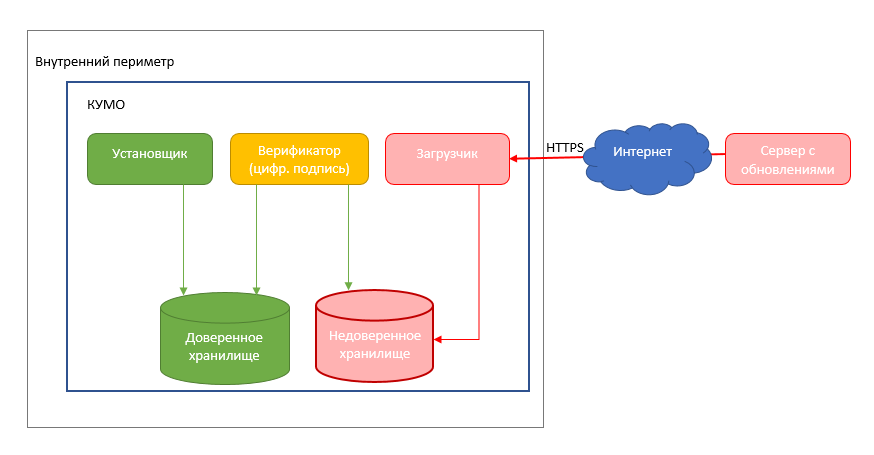 Внутренний периметр
КУМО
Установщик
Верификатор
(цифр. подпись)
Загрузчик
HTTPS
Интернет
Сервер с
обновлениями
Доверенное
хранилище
Недоверенное
хранилище